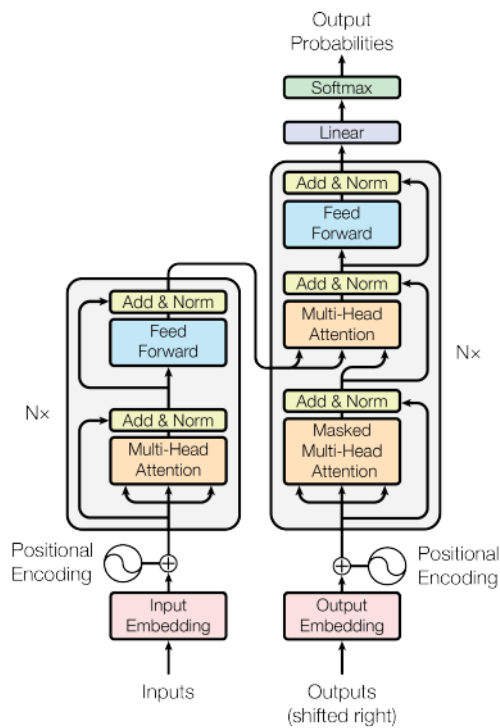 Output
Probabilities
Softmax
Linear
Add & Norm
Feed
Forward
Add & Norm
Multi-Head
Attention
Nx
Add & Norm
Masked
Multi-Head
Attention
Add & Norm
Feed
Forward
Nx
Add & Norm
Multi-Head
Attention
Positional
Encoding
Positional
Encoding
Input
Embedding
Output
Embedding
Inputs
Outputs
(shifted right)